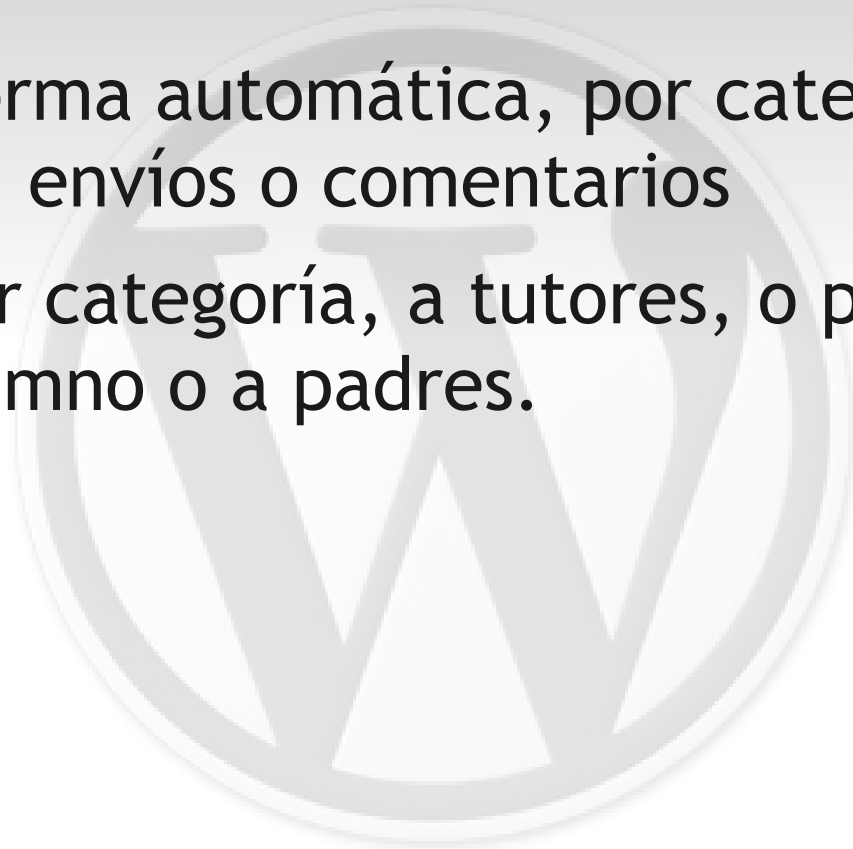 rma automática, por cate
envíos o comentarios
r categoría, a tutores, o p
mno o a padres.